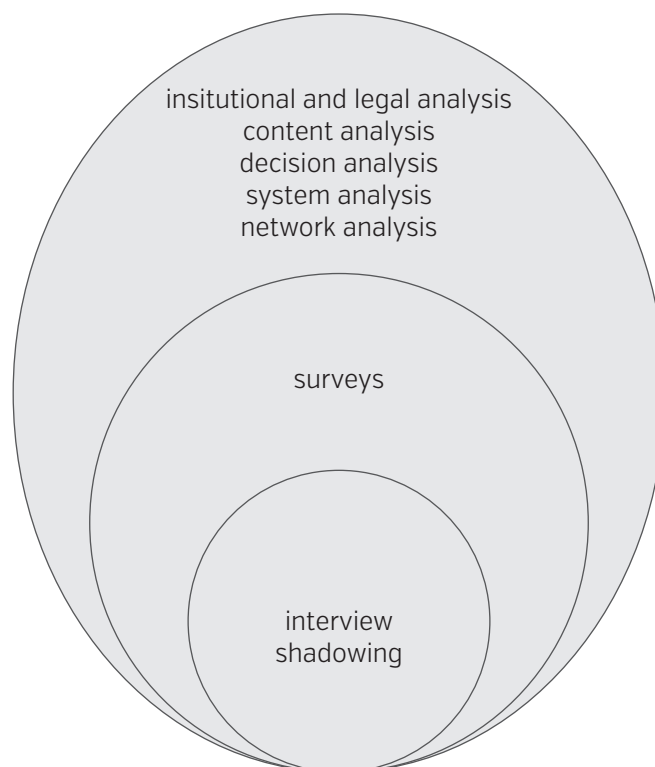 insitutional and legal analysis
content analysis
decision analysis
system analysis
network analysis
surveys
interview
shadowing